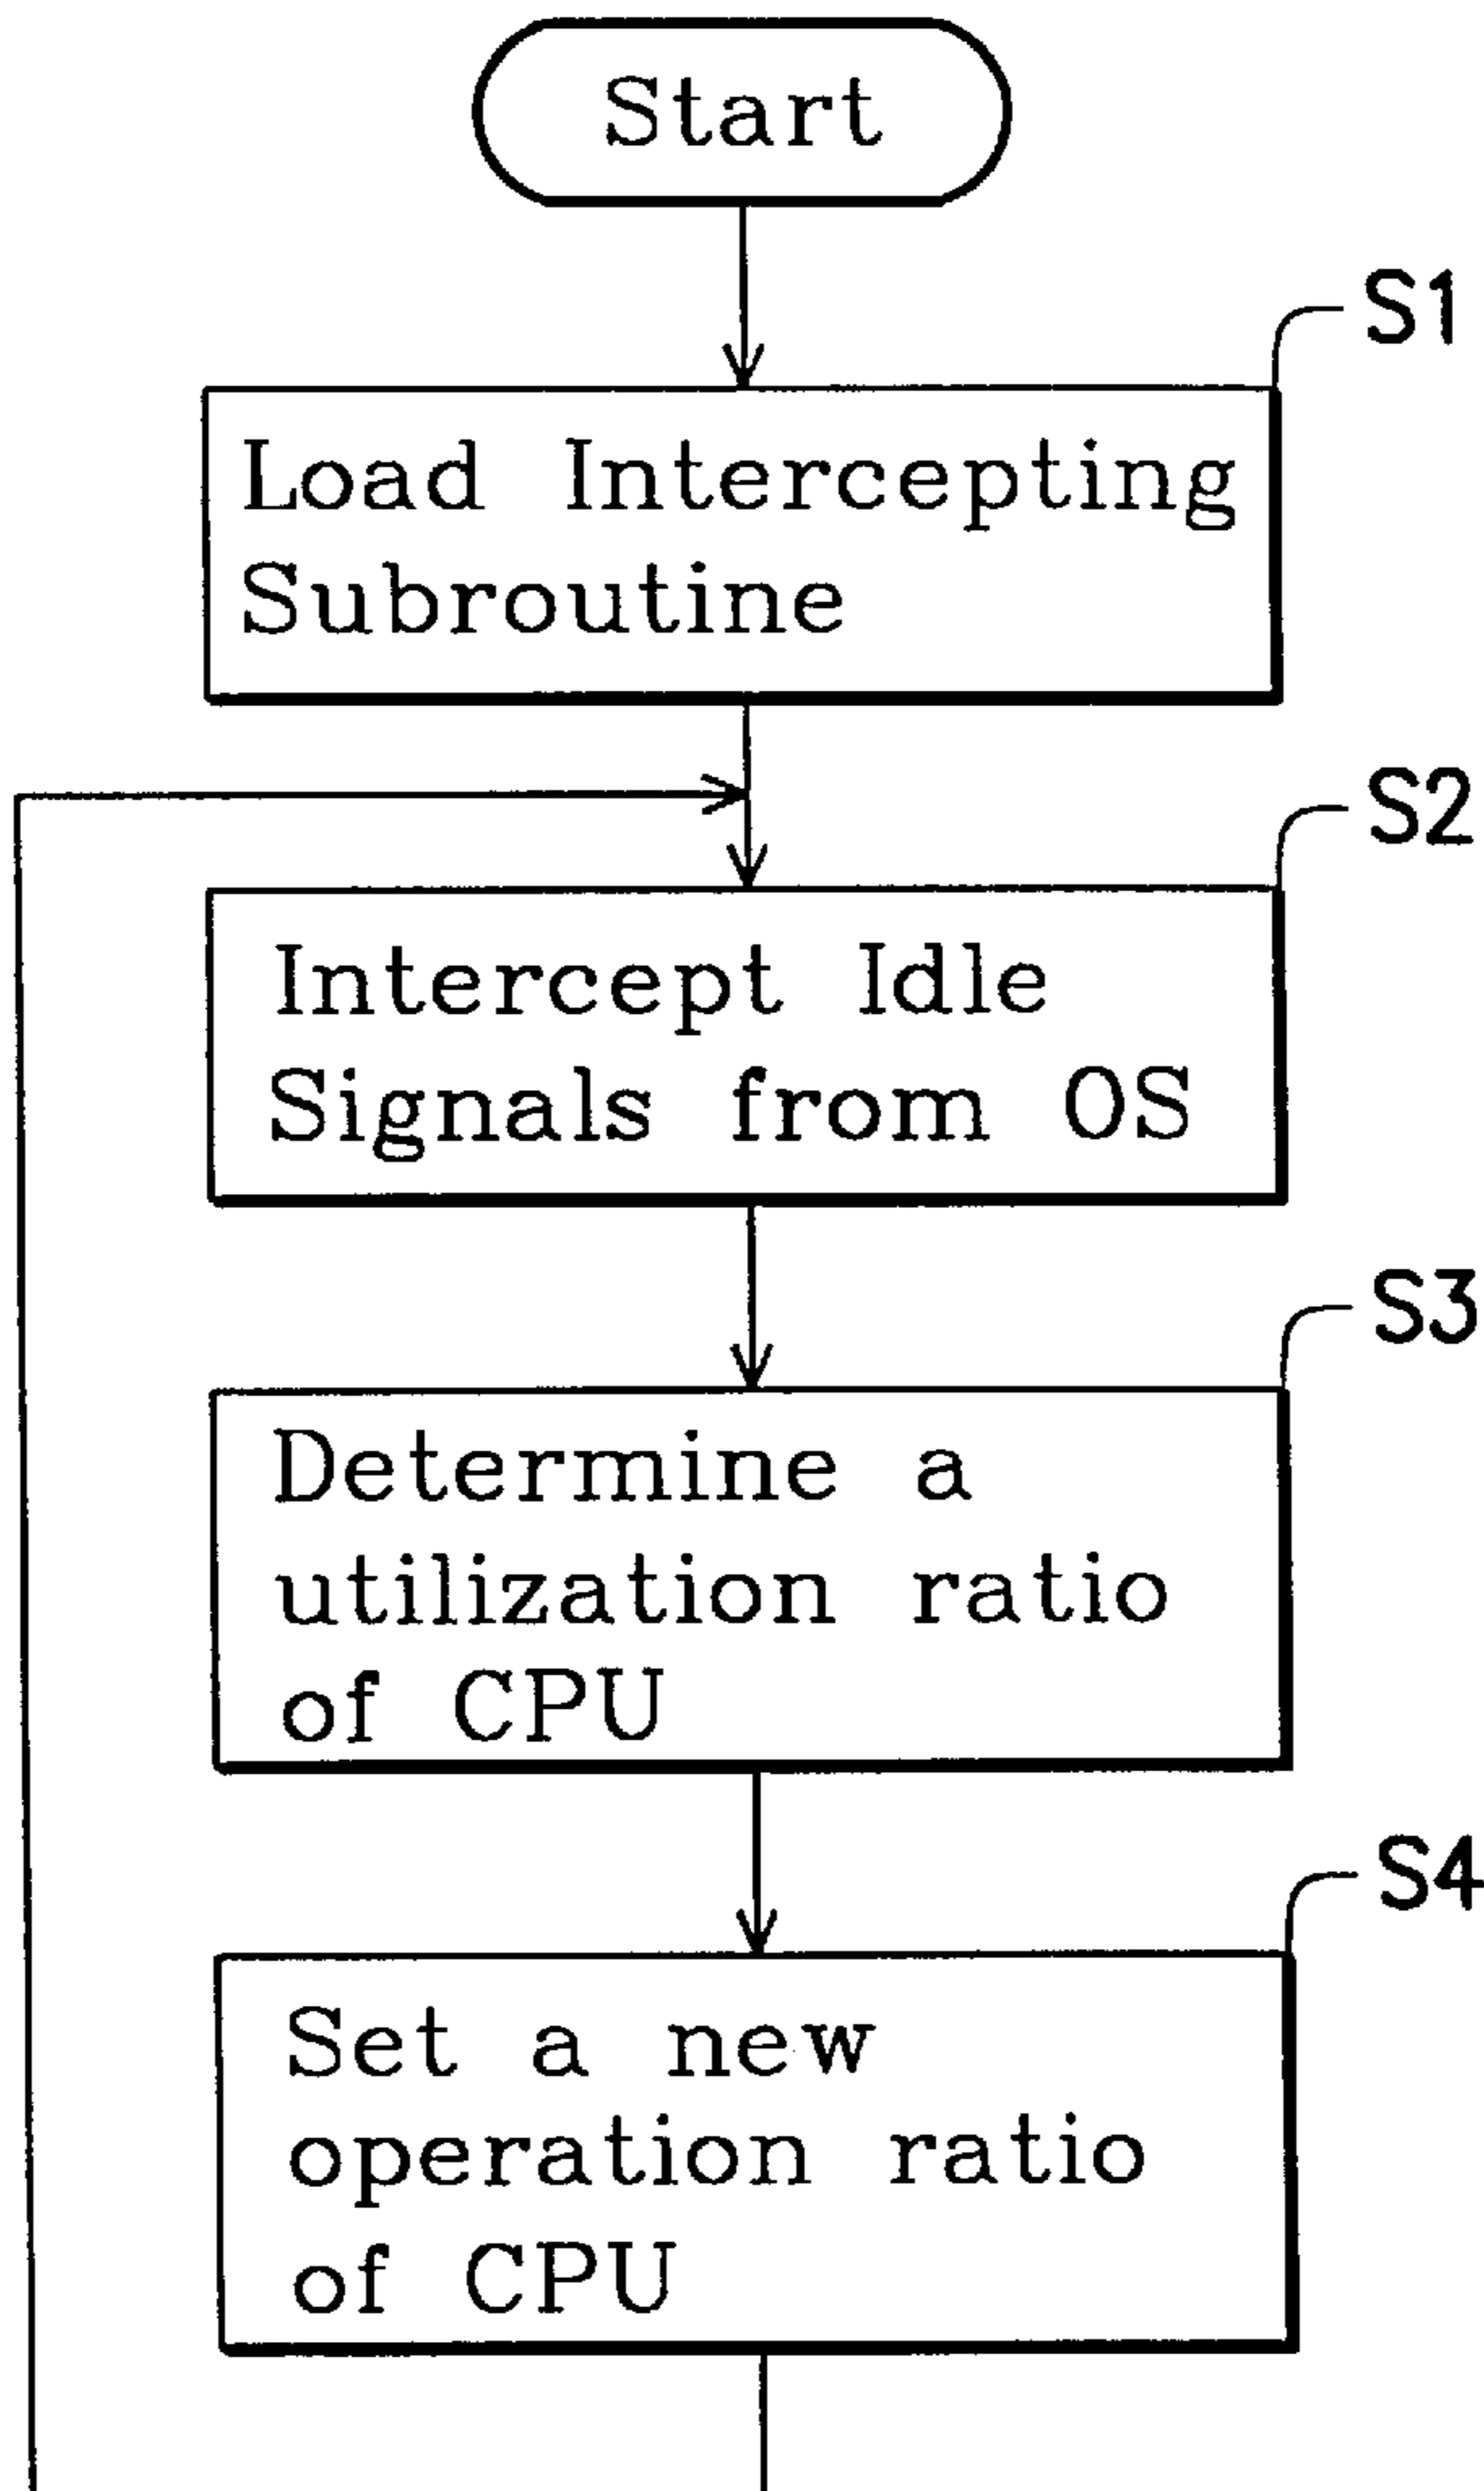 Start
S1
Load Intercepting
Subroutine
S2
Intercept Idle
Signals from OS
S3
Determine a
utilization ratio
of CPU
S4
Set a new
operation ratio
of CPU